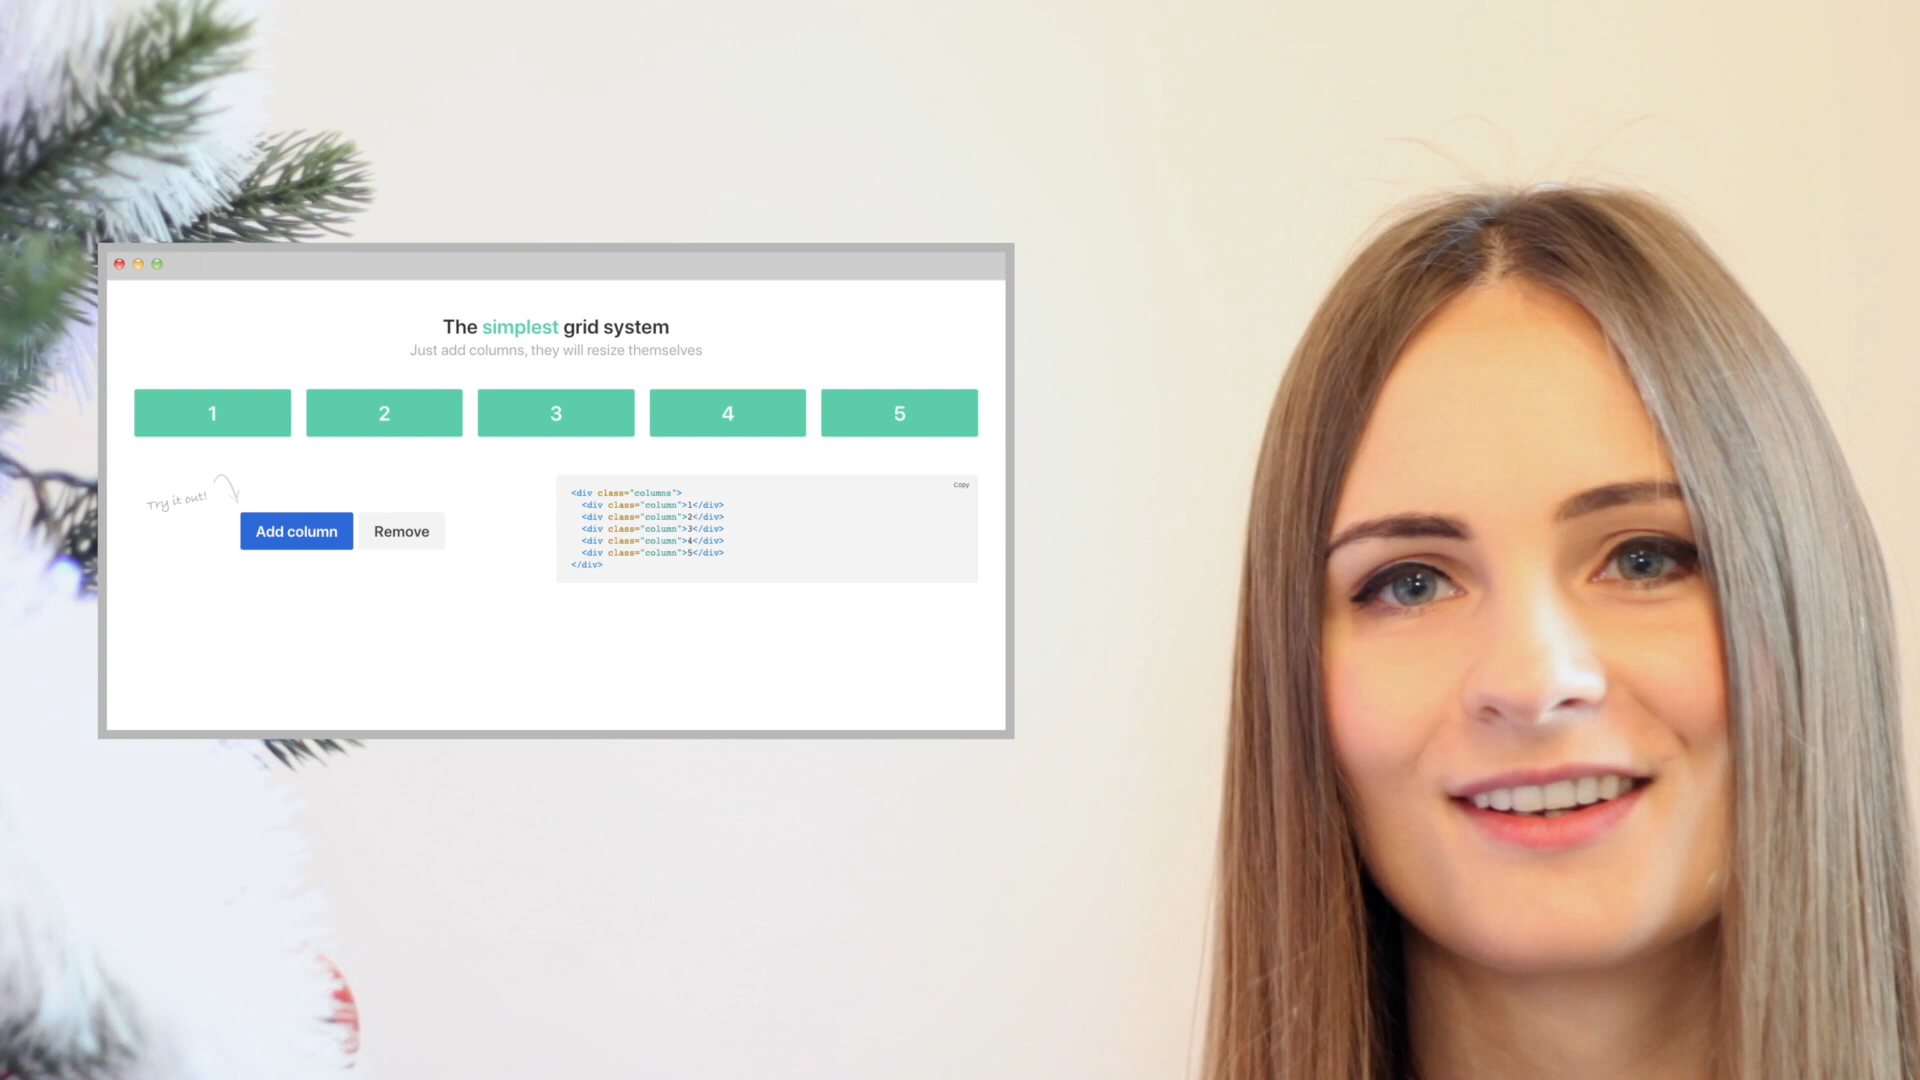 The simplest grid system
Just add columns, they will resize themselves
1
2
3
4
5
Try it out!
Add column
Remove
Copy
<div class="columns">
  <div class="column">1</div>
  <div class="column">2</div>
  <div class="column">3</div>
  <div class="column">4</div>
  <div class="column">5</div>
</div>